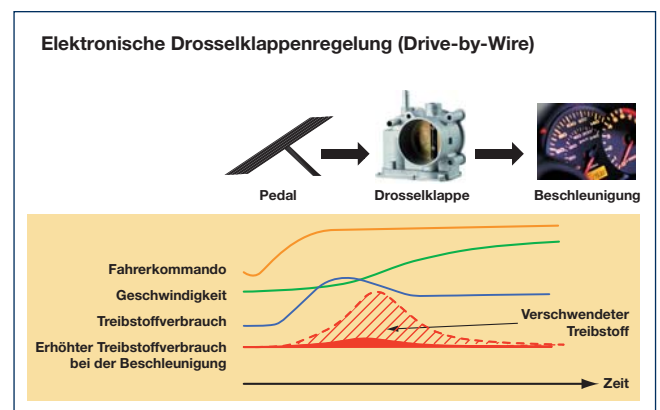 Elektronische Drosselklappenregelung (Drive-by-Wire)
Pedal
Drosselklappe
Beschleunigung
Fahrerkommando
Geschwindigkeit
Treibstoffverbrauch
Erhöhter Treibstoffverbrauch
bei der Beschleunigung
Verschwendeter
Treibstoff
Zeit